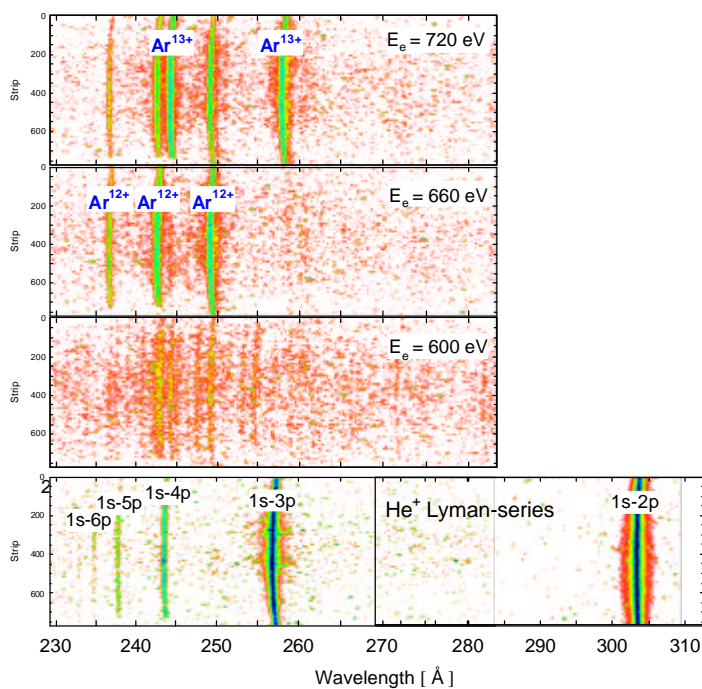 0
200
400
600
Strip
Ar13+
Ar13+
Ee = 720 eV
0
200
400
600
Strip
Ar12+
Ar12+
Ar12+
Ee = 660 eV
0
200
400
600
Strip
Ee = 600 eV
0
2
200
400
600
Strip
1s-6p
1s-5p
1s-4p
1s-3p
He+ Lyman-series
1s-2p
230
240
250
260
270
280
290
300
310
Wavelength [ Å ]